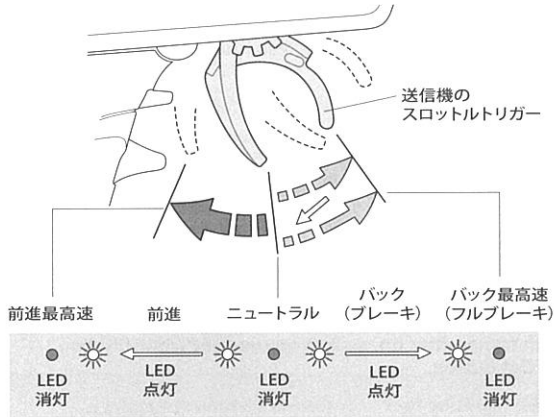 送信機の
スロットルトリガー
前進最高速
前進
ニュートラル
バック
（ブレーキ）
バック最高速
（フルブレーキ）
LED
消灯
LED
点灯
LED
消灯
LED
点灯
LED
消灯